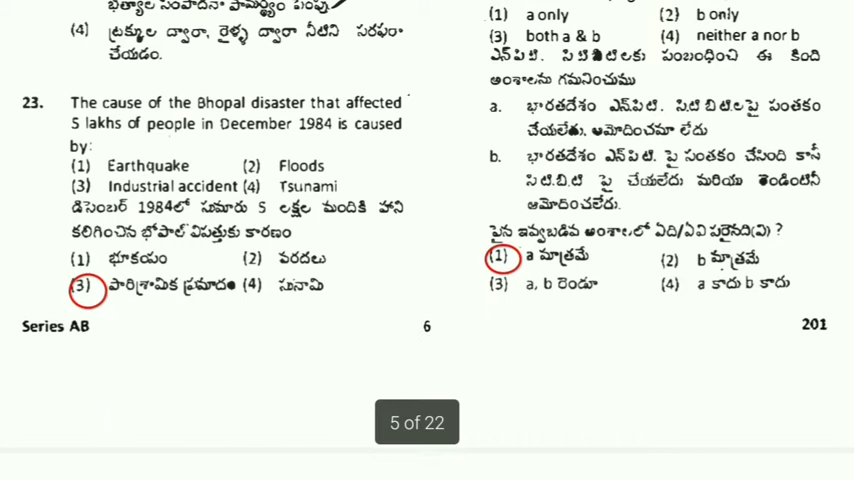 (4) ట్రక్కుల ద్వారా, రైళ్ళ ద్వారా నీటిని సరఫరా
చేయడం.
23. The cause of the Bhopal disaster that affected
5 lakhs of people in December 1984 is caused
by:
(1) Earthquake (2) Floods
(3) Industrial accident (4) Tsunami
డిసెంబర్ 1984లో సుమారు 5 లక్షల మందికి హాని
కలిగించిన భోపాల్ విపత్తుకు కారణం
(1) భూకంపం (2) వరదలు
(3) పారిశ్రామిక ప్రమాదం (4) సునామి
Series AB
6
(1) a only (2) b only
(3) both a & b (4) neither a nor b
ఎన్.పి.టి. సి.టి.బి.టి.లకు సంబంధించి ఈ కింది
అంశాలను గమనించుము
a. భారతదేశం ఎన్.పి.టి. సి.టి.బి.టి.లపై సంతకం
చేయలేదు. ఆమోదించనూ లేదు
b. భారతదేశం ఎన్.పి.టి. పై సంతకం చేసింది కానీ
సి.టి.బి.టి పై చేయలేదు మరియు రెండింటినీ
ఆమోదించలేదు.
పైన ఇవ్వబడిన అంశాలలో ఏది/ఏవి సరైనది(వి) ?
(1) a మాత్రమే (2) b మాత్రమే
(3) a, b రెండూ (4) a కాదు b కాదు
201
5 of 22